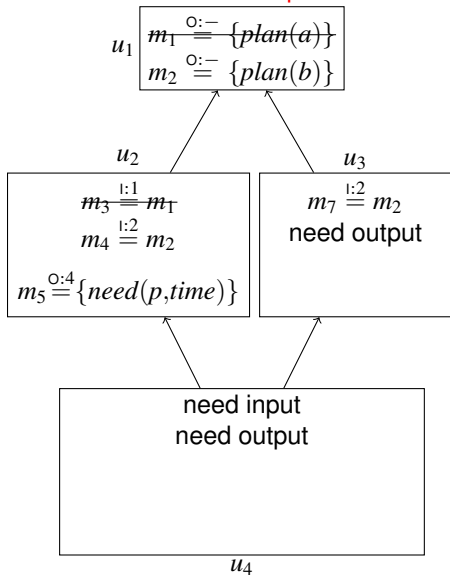 u₁
m₁ O:– = {plan(a)}
m₂ O:– = {plan(b)}
u₂
u₃
m₃ I:1 = m₁
m₄ I:2 = m₂
m₅ O:4 = {need(p,time)}
m₇ I:2 = m₂
need output
need input
need output
u₄